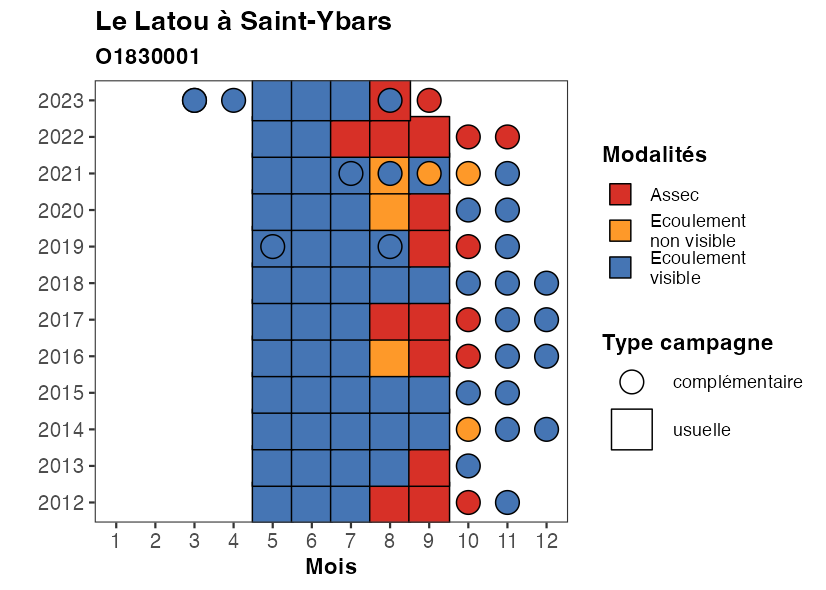 Le Latou à Saint-Ybars
O1830001
2023
2022
2021
2020
2019
2018
2017
2016
2015
2014
2013
2012
1 2 3 4 5 6 7 8 9 10 11 12
Mois
Modalités
Assec
Ecoulement
non visible
Ecoulement
visible
Type campagne
complémentaire
usuelle